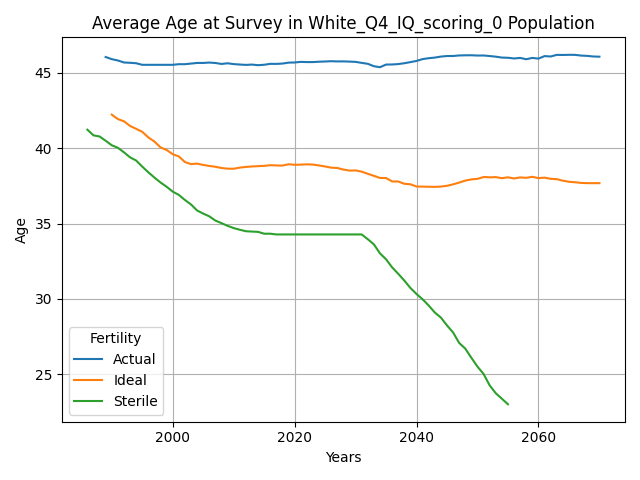 Average Age at Survey in White_Q4_IQ_scoring_0 Population
Age
45
40
35
30
25
Fertility
Actual
Ideal
Sterile
2000
2020
2040
2060
Years